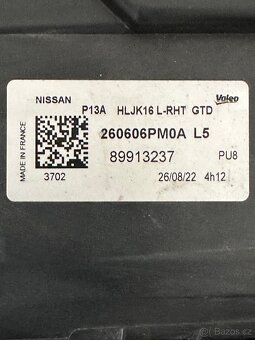 NISSAN
Valeo
P13A HLJK16 L-RHT GTD
260606PM0A L5
89913237
PU8
MADE IN FRANCE
3702
26/08/22 4h12
bazos.cz